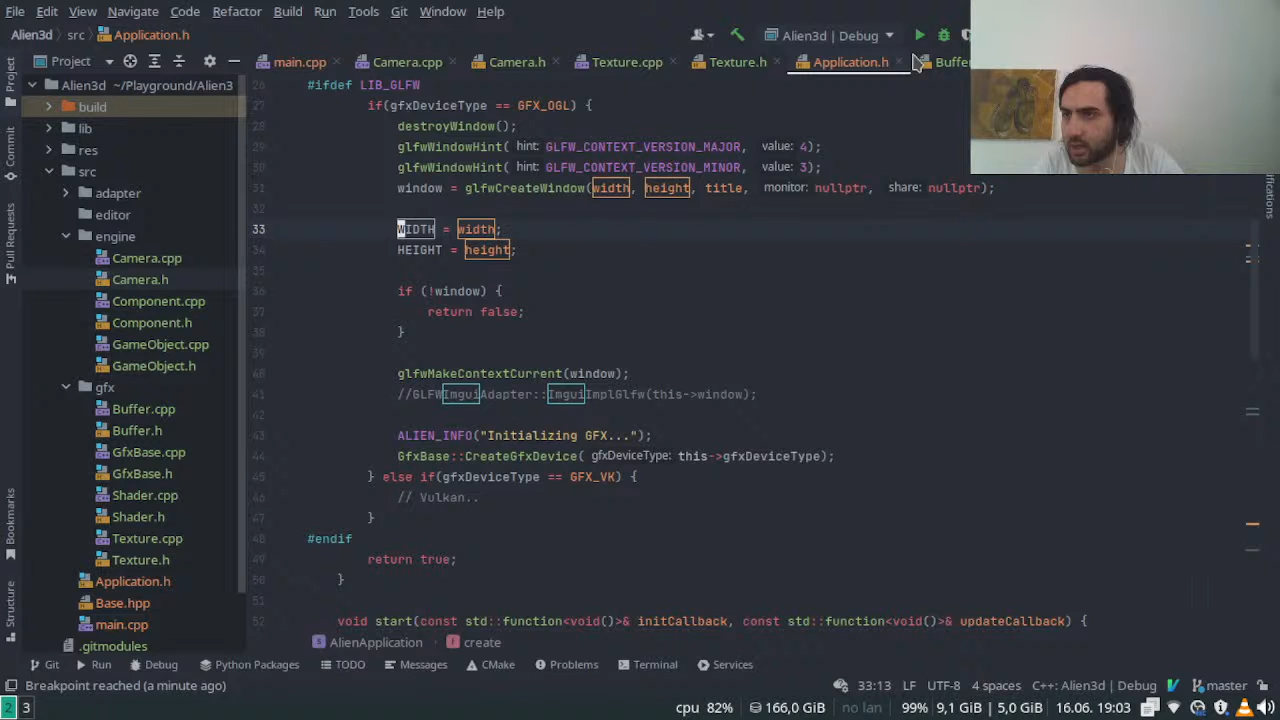 File Edit View Navigate Code Refactor Build Run Tools Git Window Help
Alien3d src Application.h Alien3d | Debug
Project main.cpp Camera.cpp Camera.h Texture.cpp Texture.h Application.h Buffe
Project
Commit
Pull Requests
Bookmarks
Structure
Alien3d ~/Playground/Alien3
build
lib
res
src
adapter
editor
engine
Camera.cpp
Camera.h
Component.cpp
Component.h
GameObject.cpp
GameObject.h
gfx
Buffer.cpp
Buffer.h
GfxBase.cpp
GfxBase.h
Shader.cpp
Shader.h
Texture.cpp
Texture.h
Application.h
Base.hpp
main.cpp
.gitmodules
26 #ifdef LIB_GLFW
27 if(gfxDeviceType == GFX_OGL) {
28 destroyWindow();
29 glfwWindowHint( hint: GLFW_CONTEXT_VERSION_MAJOR, value: 4);
30 glfwWindowHint( hint: GLFW_CONTEXT_VERSION_MINOR, value: 3);
31 window = glfwCreateWindow(width, height, title, monitor: nullptr, share: nullptr);
32
33 WIDTH = width;
34 HEIGHT = height;
35
36 if (!window) {
37 return false;
38 }
39
40 glfwMakeContextCurrent(window);
41 //GLFWImguiAdapter::ImguiImplGlfw(this->window);
42
43 ALIEN_INFO("Initializing GFX...");
44 GfxBase::CreateGfxDevice( gfxDeviceType: this->gfxDeviceType);
45 } else if(gfxDeviceType == GFX_VK) {
46 // Vulkan..
47 }
48 #endif
49 return true;
50 }
51
52 void start(const std::function<void()>& initCallback, const std::function<void()>& updateCallback) {
ifications
AlienApplication create
Git Run Debug Python Packages TODO Messages CMake Problems Terminal Services
Breakpoint reached (a minute ago) 33:13 LF UTF-8 4 spaces C++: Alien3d | Debug master
2 3 cpu 82% 166,0 GiB no lan 99% 9,1 GiB | 5,0 GiB 16.06. 19:03